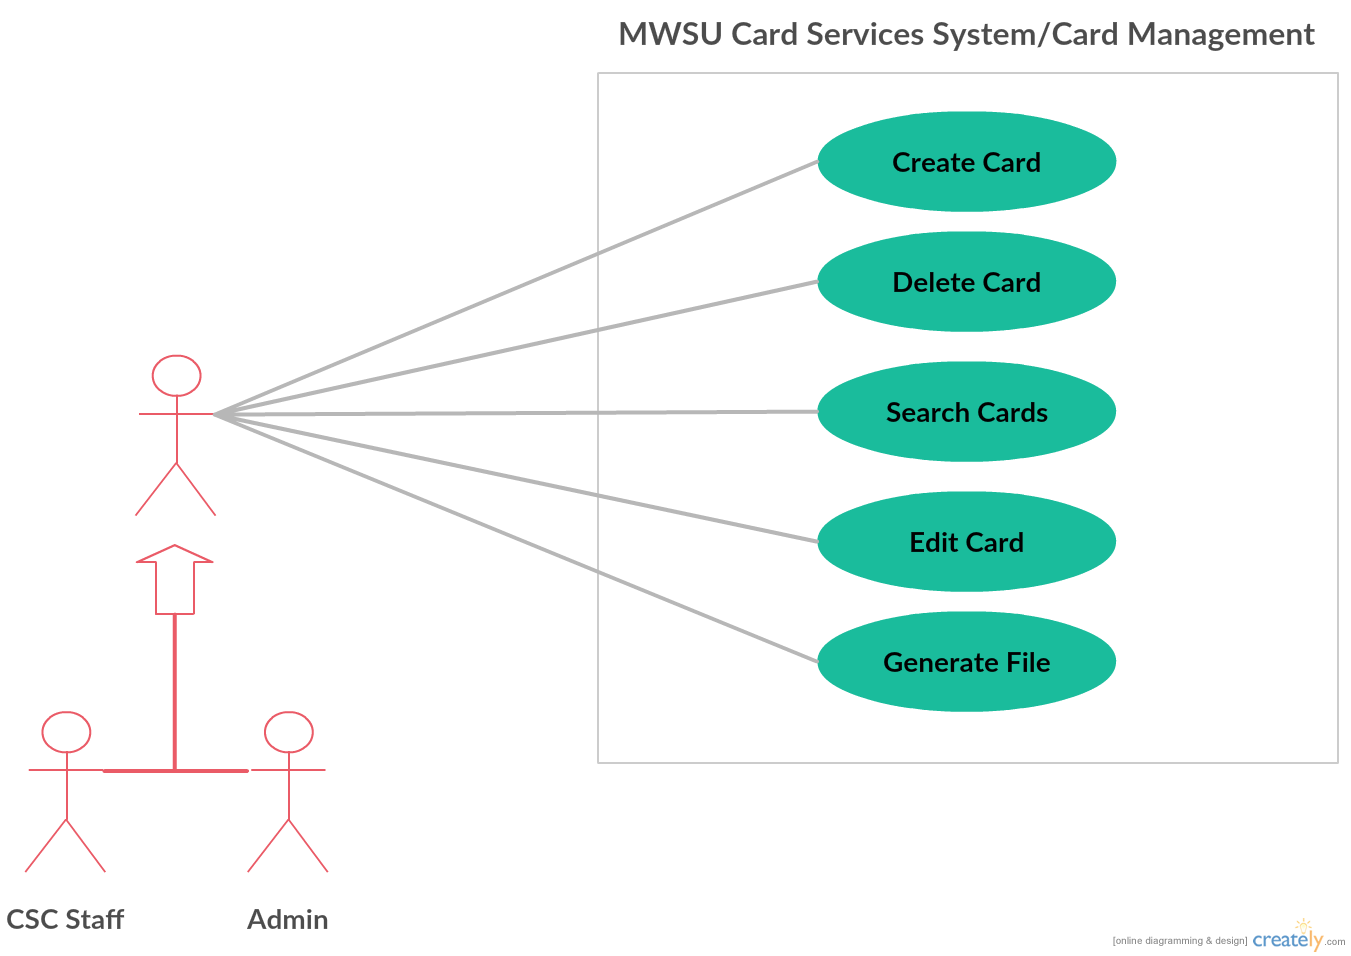 MWSU Card Services System/Card Management
Create Card
Delete Card
Search Cards
Edit Card
Generate File
CSC Staff
Admin
[online diagramming & design] creately.com